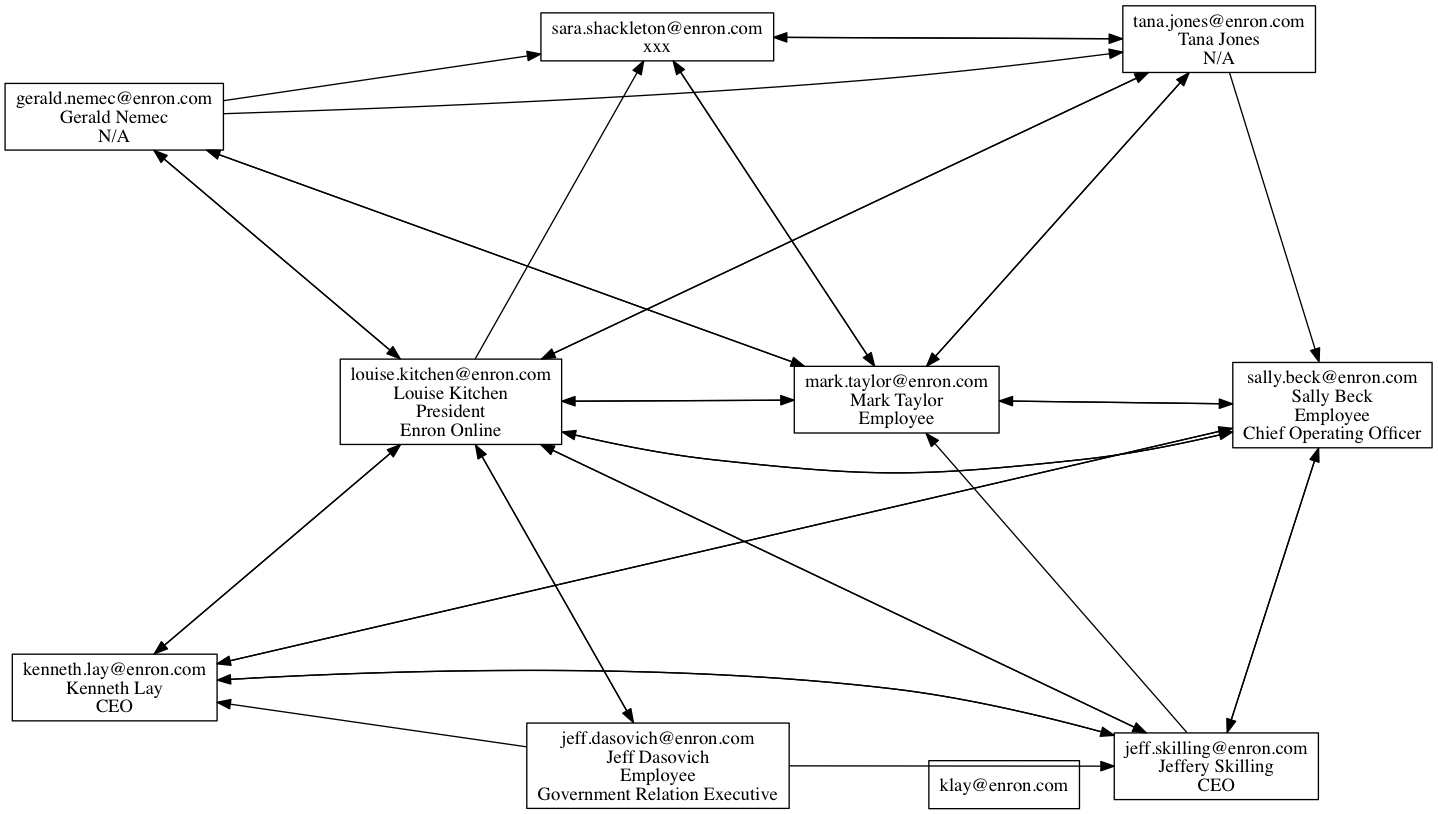 sara.shackleton@enron.com
xxx
tana.jones@enron.com
Tana Jones
N/A
gerald.nemec@enron.com
Gerald Nemec
N/A
louise.kitchen@enron.com
Louise Kitchen
President
Enron Online
mark.taylor@enron.com
Mark Taylor
Employee
sally.beck@enron.com
Sally Beck
Employee
Chief Operating Officer
kenneth.lay@enron.com
Kenneth Lay
CEO
jeff.dasovich@enron.com
Jeff Dasovich
Employee
Government Relation Executive
klay@enron.com
jeff.skilling@enron.com
Jeffery Skilling
CEO